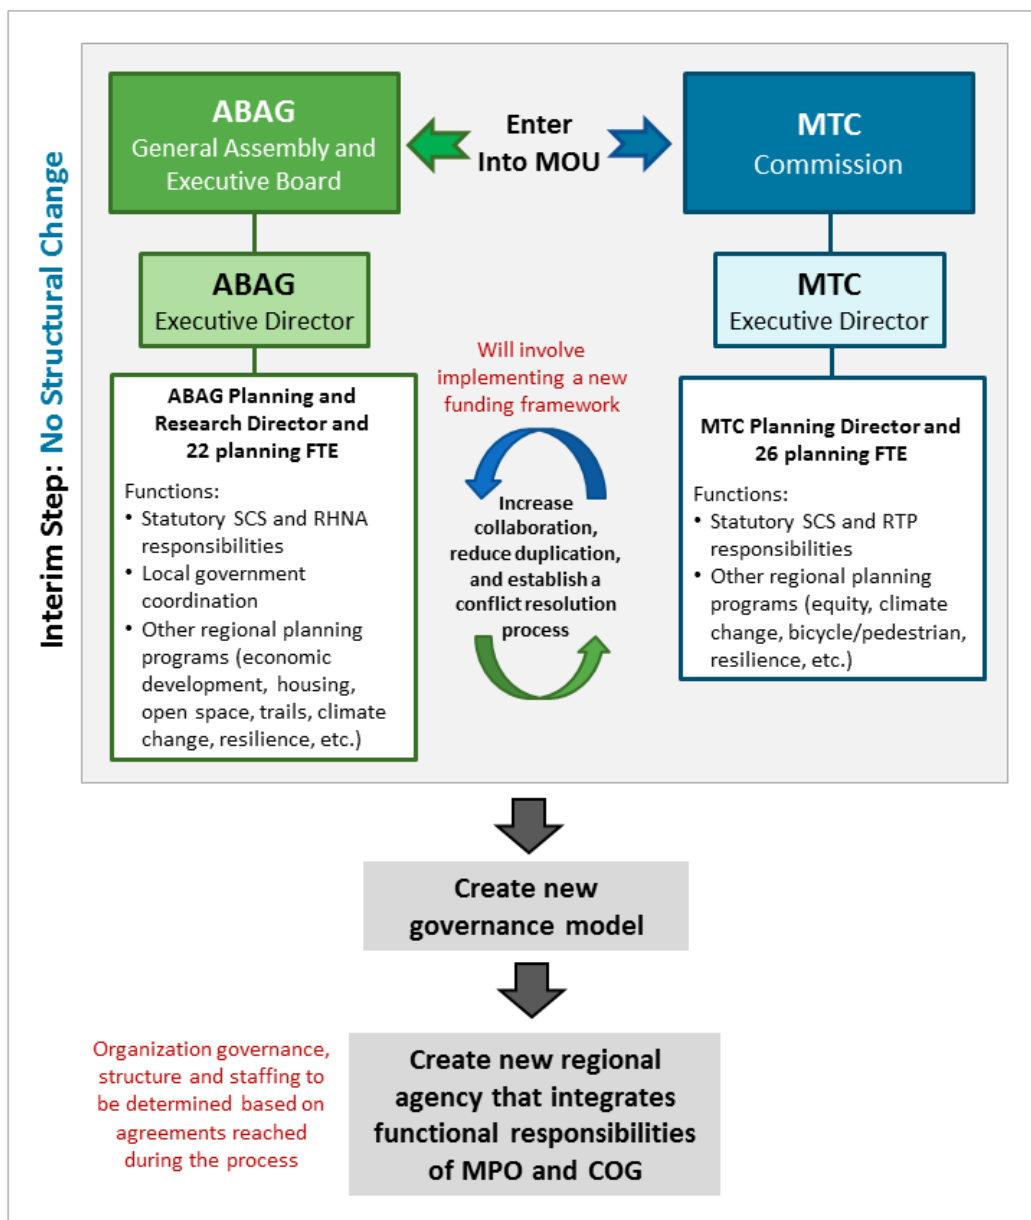 Interim Step: No Structural Change
ABAG
General Assembly and
Executive Board
Enter
Into MOU
MTC
Commission
ABAG
Executive Director
MTC
Executive Director
ABAG Planning and
Research Director and
22 planning FTE
Functions:
• Statutory SCS and RHNA
responsibilities
• Local government
coordination
• Other regional planning
programs (economic
development, housing,
open space, trails, climate
change, resilience, etc.)
Will involve
implementing a new
funding framework
Increase
collaboration,
reduce duplication,
and establish a
conflict resolution
process
MTC Planning Director and
26 planning FTE
Functions:
• Statutory SCS and RTP
responsibilities
• Other regional planning
programs (equity, climate
change, bicycle/pedestrian,
resilience, etc.)
Create new
governance model
Organization governance,
structure and staffing to
be determined based on
agreements reached
during the process
Create new regional
agency that integrates
functional responsibilities
of MPO and COG